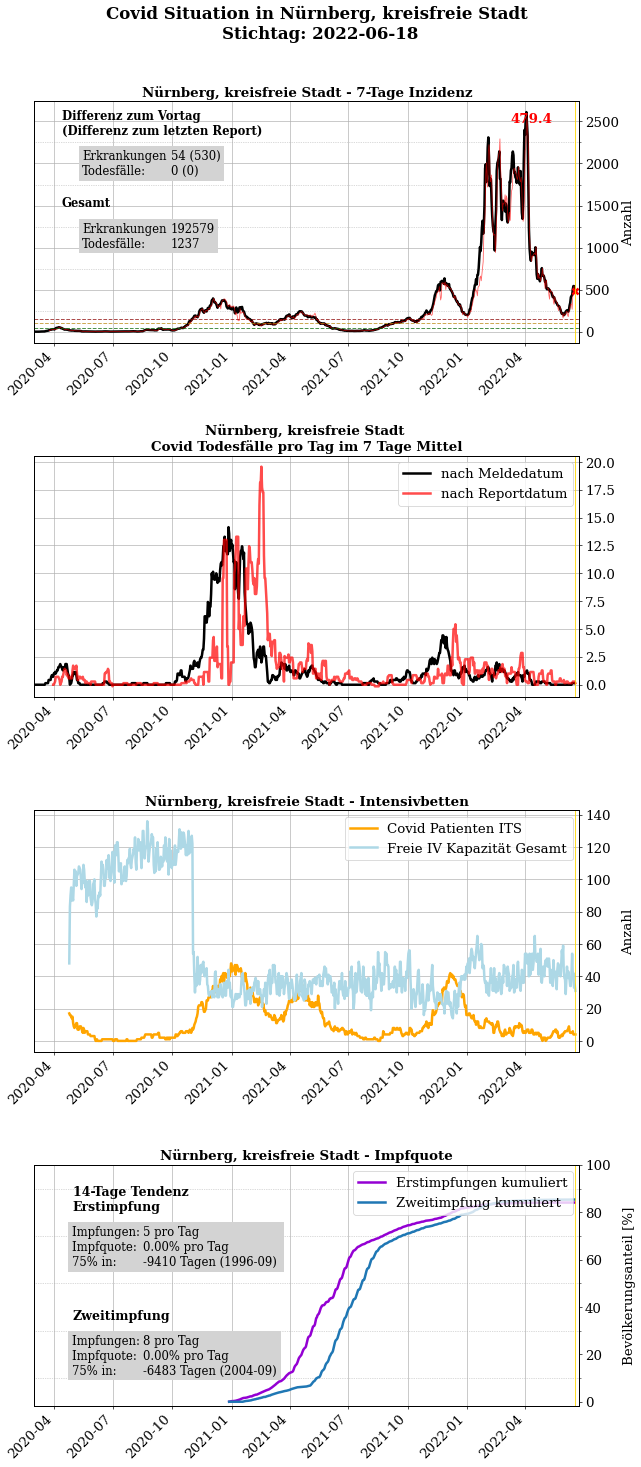 Covid Situation in Nürnberg, kreisfreie Stadt
Stichtag: 2022-06-18
Nürnberg, kreisfreie Stadt - 7-Tage Inzidenz
Differenz zum Vortag
(Differenz zum letzten Report)
Erkrankungen 54 (530)
Todesfälle: 0 (0)
Gesamt
Erkrankungen 192579
Todesfälle: 1237
479.4
2500
2000
1500
1000
500
0
Anzahl
2020-04
2020-07
2020-10
2021-01
2021-04
2021-07
2021-10
2022-01
2022-04
Nürnberg, kreisfreie Stadt
Covid Todesfälle pro Tag im 7 Tage Mittel
nach Meldedatum
nach Reportdatum
20.0
17.5
15.0
12.5
10.0
7.5
5.0
2.5
0.0
2020-04
2020-07
2020-10
2021-01
2021-04
2021-07
2021-10
2022-01
2022-04
Nürnberg, kreisfreie Stadt - Intensivbetten
Covid Patienten ITS
Freie IV Kapazität Gesamt
140
120
100
80
60
40
20
0
Anzahl
2020-04
2020-07
2020-10
2021-01
2021-04
2021-07
2021-10
2022-01
2022-04
Nürnberg, kreisfreie Stadt - Impfquote
Erstimpfungen kumuliert
Zweitimpfung kumuliert
14-Tage Tendenz
Erstimpfung
Impfungen: 5 pro Tag
Impfquote: 0.00% pro Tag
75% in: -9410 Tagen (1996-09)
Zweitimpfung
Impfungen: 8 pro Tag
Impfquote: 0.00% pro Tag
75% in: -6483 Tagen (2004-09)
100
80
60
40
20
0
Bevölkerungsanteil [%]
2020-04
2020-07
2020-10
2021-01
2021-04
2021-07
2021-10
2022-01
2022-04